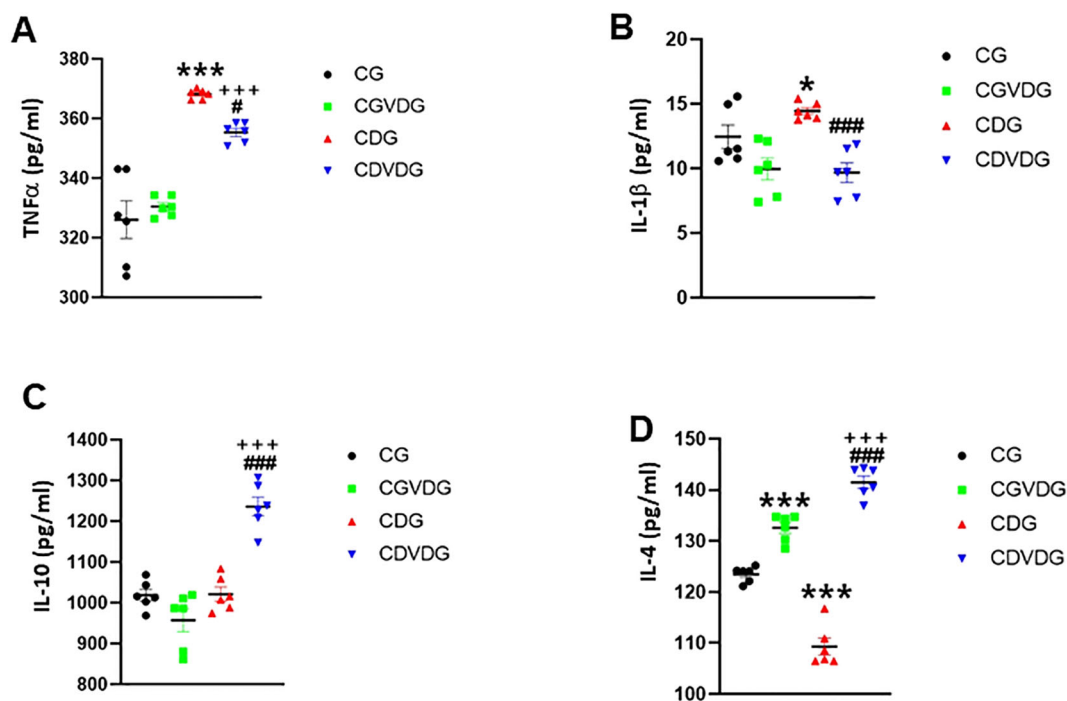 A
TNFα (pg/ml)
380
360
340
320
300
***
+++
#
CG
CGVDG
CDG
CDVDG
B
IL-1β (pg/ml)
20
15
10
5
0
*
###
CG
CGVDG
CDG
CDVDG
C
IL-10 (pg/ml)
1400
1300
1200
1100
1000
900
800
+++
###
CG
CGVDG
CDG
CDVDG
D
IL-4 (pg/ml)
150
140
130
120
110
100
***
***
+++
###
CG
CGVDG
CDG
CDVDG